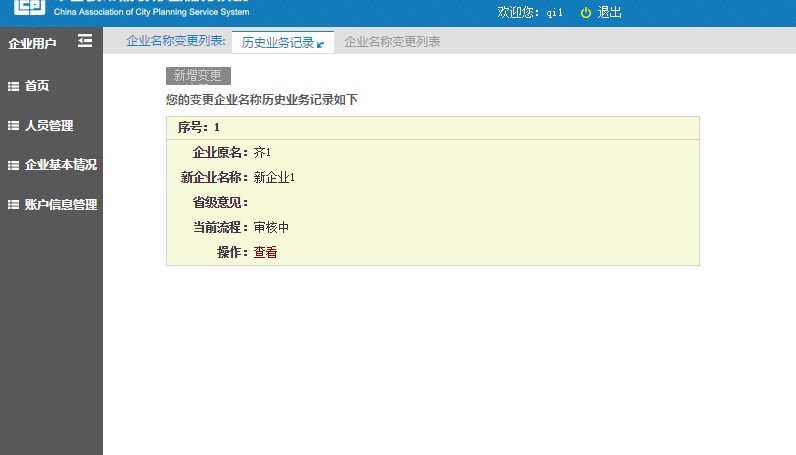 China Association of City Planning Service System
欢迎您：qi1
退出
企业用户
企业名称变更列表:
历史业务记录
企业名称变更列表
首页
人员管理
企业基本情况
账户信息管理
新增变更
您的变更企业名称历史业务记录如下
序号：1
企业原名：齐1
新企业名称：新企业1
省级意见：
当前流程：审核中
操作：查看